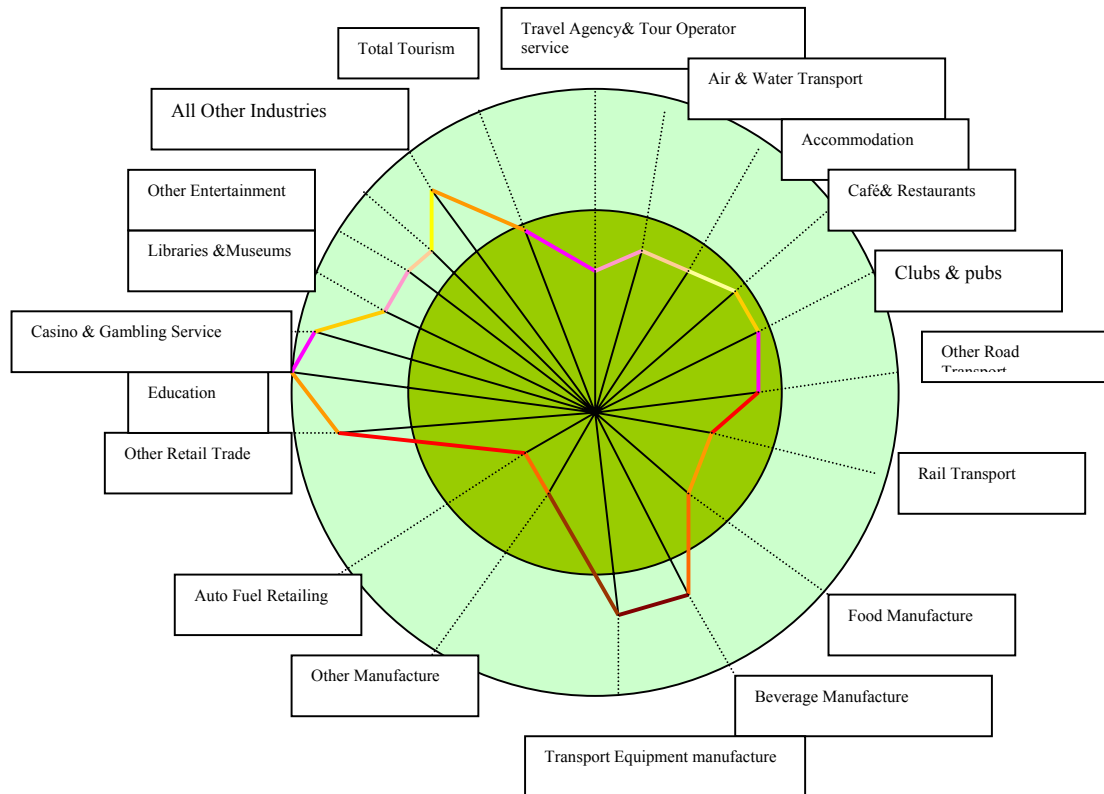 Travel Agency& Tour Operator
service
Total Tourism
Air & Water Transport
All Other Industries
Accommodation
Other Entertainment
Café& Restaurants
Libraries &Museums
Clubs & pubs
Casino & Gambling Service
Other Road
Transport
Education
Other Retail Trade
Rail Transport
Auto Fuel Retailing
Food Manufacture
Other Manufacture
Beverage Manufacture
Transport Equipment manufacture